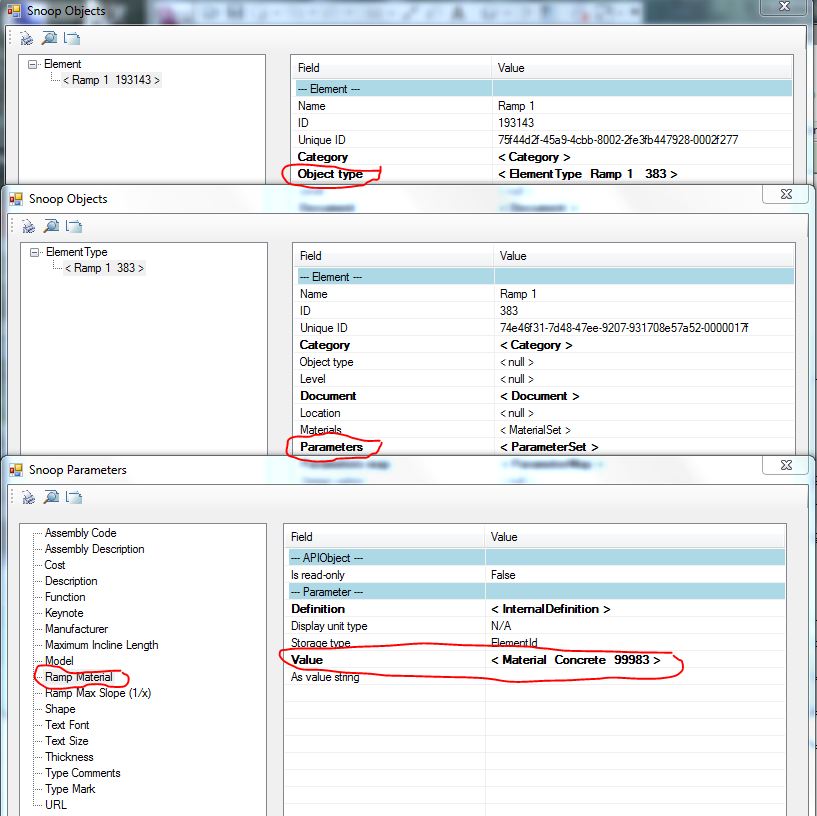 Snoop Objects
Element
< Ramp 1 193143 >
Field Value
--- Element ---
Name Ramp 1
ID 193143
Unique ID 75f44d2f-45a9-4cbb-8002-2fe3fb447928-0002f277
Category < Category >
Object type < ElementType Ramp 1 383 >
Document < Document >
Snoop Objects
ElementType
< Ramp 1 383 >
Field Value
--- Element ---
Name Ramp 1
ID 383
Unique ID 74e46f31-7d48-47ee-9207-931708e57a52-0000017f
Category < Category >
Object type < null >
Level < null >
Document < Document >
Location < null >
Materials < MaterialSet >
Parameters < ParameterSet >
Parameters map < ParameterMap >
Snoop Parameters
Assembly Code
Assembly Description
Cost
Description
Function
Keynote
Manufacturer
Maximum Incline Length
Model
Ramp Material
Ramp Max Slope (1/x)
Shape
Text Font
Text Size
Thickness
Type Comments
Type Mark
URL
Field Value
--- APIObject ---
Is read-only False
--- Parameter ---
Definition < InternalDefinition >
Display unit type N/A
Storage type ElementId
Value < Material Concrete 99983 >
As value string